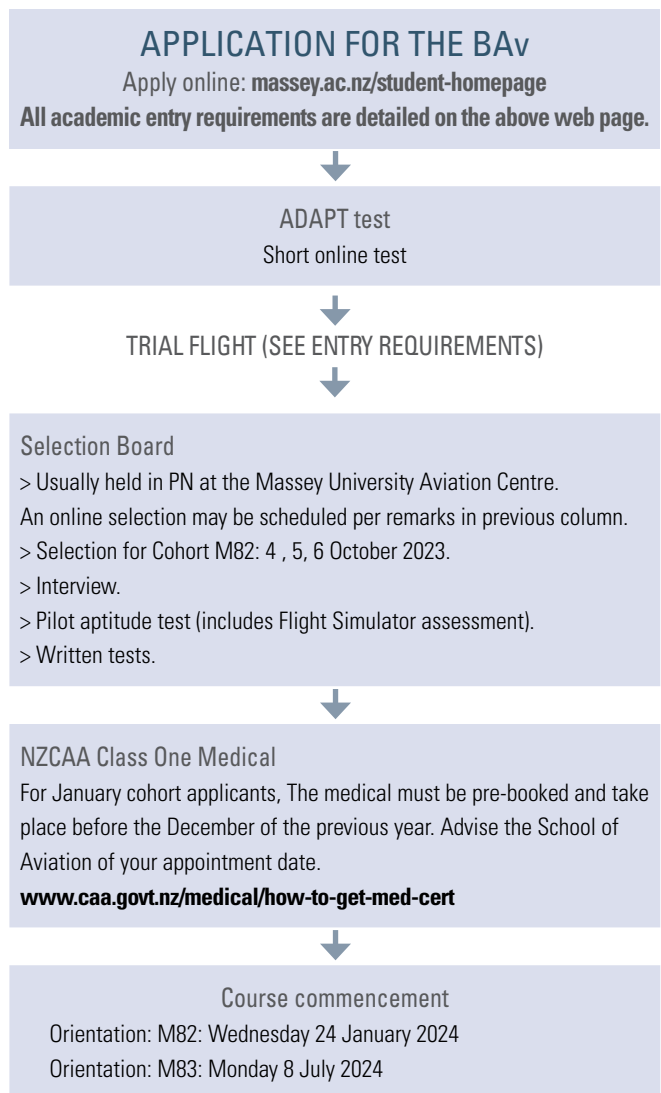 APPLICATION FOR THE BAv
Apply online: massey.ac.nz/student-homepage
All academic entry requirements are detailed on the above web page.
ADAPT test
Short online test
TRIAL FLIGHT (SEE ENTRY REQUIREMENTS)
Selection Board
> Usually held in PN at the Massey University Aviation Centre.
An online selection may be scheduled per remarks in previous column.
> Selection for Cohort M82: 4 , 5, 6 October 2023.
> Interview.
> Pilot aptitude test (includes Flight Simulator assessment).
> Written tests.
NZCAA Class One Medical
For January cohort applicants, The medical must be pre-booked and take
place before the December of the previous year. Advise the School of
Aviation of your appointment date.
www.caa.govt.nz/medical/how-to-get-med-cert
Course commencement
Orientation: M82: Wednesday 24 January 2024
Orientation: M83: Monday 8 July 2024